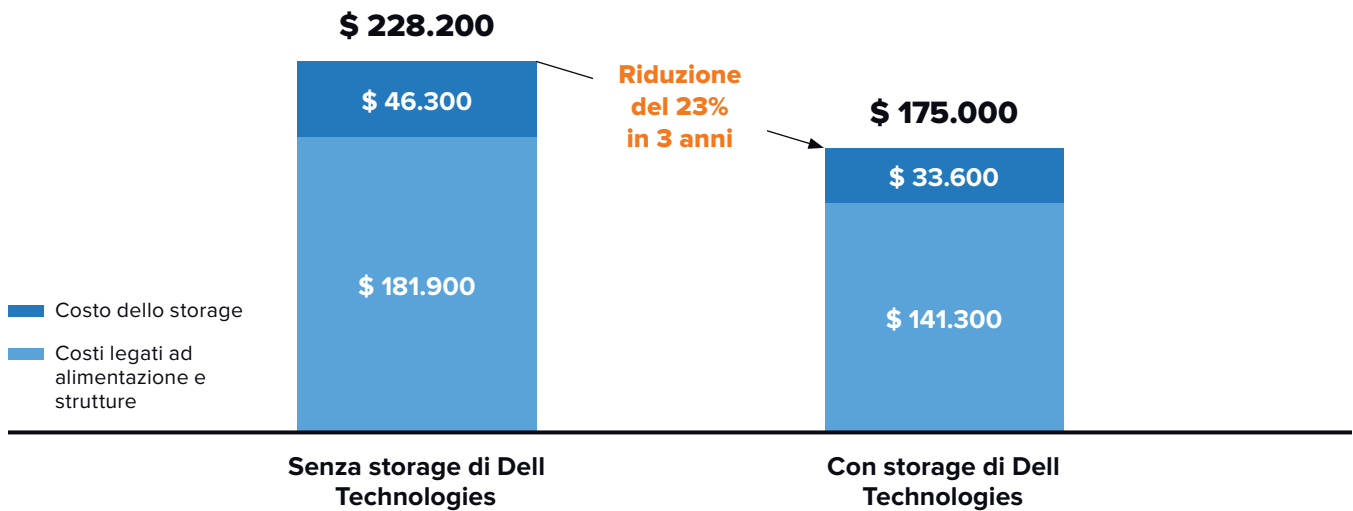 $ 228.200
$ 46.300
$ 181.900
Riduzione
del 23%
in 3 anni
$ 175.000
$ 33.600
$ 141.300
Costo dello storage
Costi legati ad
alimentazione e
strutture
Senza storage di Dell
Technologies
Con storage di Dell
Technologies